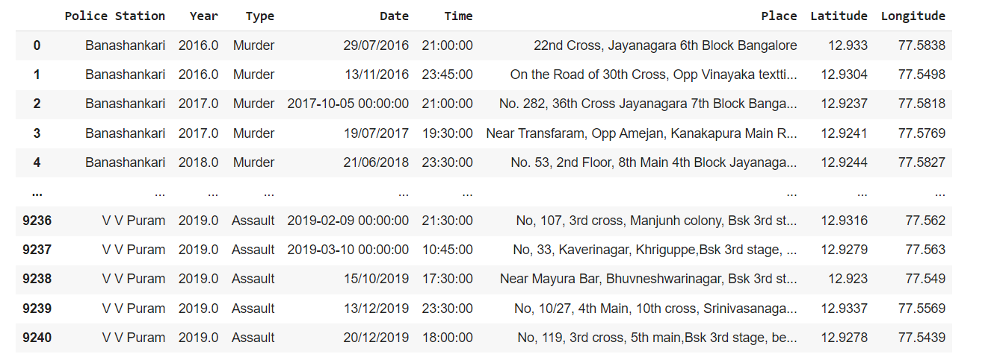 Police Station Year Type Date Time Place Latitude Longitude
0 Banashankari 2016.0 Murder 29/07/2016 21:00:00 22nd Cross, Jayanagara 6th Block Bangalore 12.933 77.5838
1 Banashankari 2016.0 Murder 13/11/2016 23:45:00 On the Road of 30th Cross, Opp Vinayaka textti... 12.9304 77.5498
2 Banashankari 2017.0 Murder 2017-10-05 00:00:00 21:00:00 No. 282, 36th Cross Jayanagara 7th Block Banga... 12.9237 77.5818
3 Banashankari 2017.0 Murder 19/07/2017 19:30:00 Near Transfaram, Opp Amejan, Kanakapura Main R... 12.9241 77.5769
4 Banashankari 2018.0 Murder 21/06/2018 23:30:00 No. 53, 2nd Floor, 8th Main 4th Block Jayanaga... 12.9244 77.5827
... ... ... ... ... ... ... ... ...
9236 V V Puram 2019.0 Assault 2019-02-09 00:00:00 21:30:00 No, 107, 3rd cross, Manjunh colony, Bsk 3rd st... 12.9316 77.562
9237 V V Puram 2019.0 Assault 2019-03-10 00:00:00 10:45:00 No, 33, Kaverinagar, Khriguppe,Bsk 3rd stage, ... 12.9279 77.563
9238 V V Puram 2019.0 Assault 15/10/2019 17:30:00 Near Mayura Bar, Bhuvneshwarinagar, Bsk 3rd st... 12.923 77.549
9239 V V Puram 2019.0 Assault 13/12/2019 23:30:00 No, 10/27, 4th Main, 10th cross, Srinivasanaga... 12.9337 77.5569
9240 V V Puram 2019.0 Assault 20/12/2019 18:00:00 No, 119, 3rd cross, 5th main,Bsk 3rd stage, be... 12.9278 77.5439